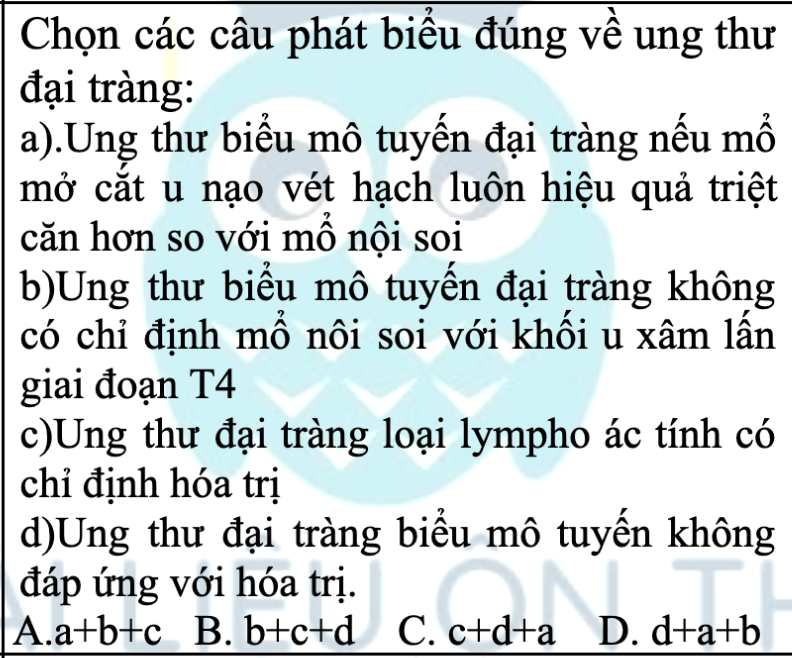 Chọn các câu phát biểu đúng về ung thư
đại tràng:
a).Ung thư biểu mô tuyến đại tràng nếu mổ
mở cắt u nạo vét hạch luôn hiệu quả triệt
căn hơn so với mổ nội soi
b)Ung thư biểu mô tuyến đại tràng không
có chỉ định mổ nôi soi với khối u xâm lấn
giai đoạn T4
c)Ung thư đại tràng loại lympho ác tính có
chỉ định hóa trị
d)Ung thư đại tràng biểu mô tuyến không
đáp ứng với hóa trị.
A.a+b+c B. b+c+d C. c+d+a D. d+a+b